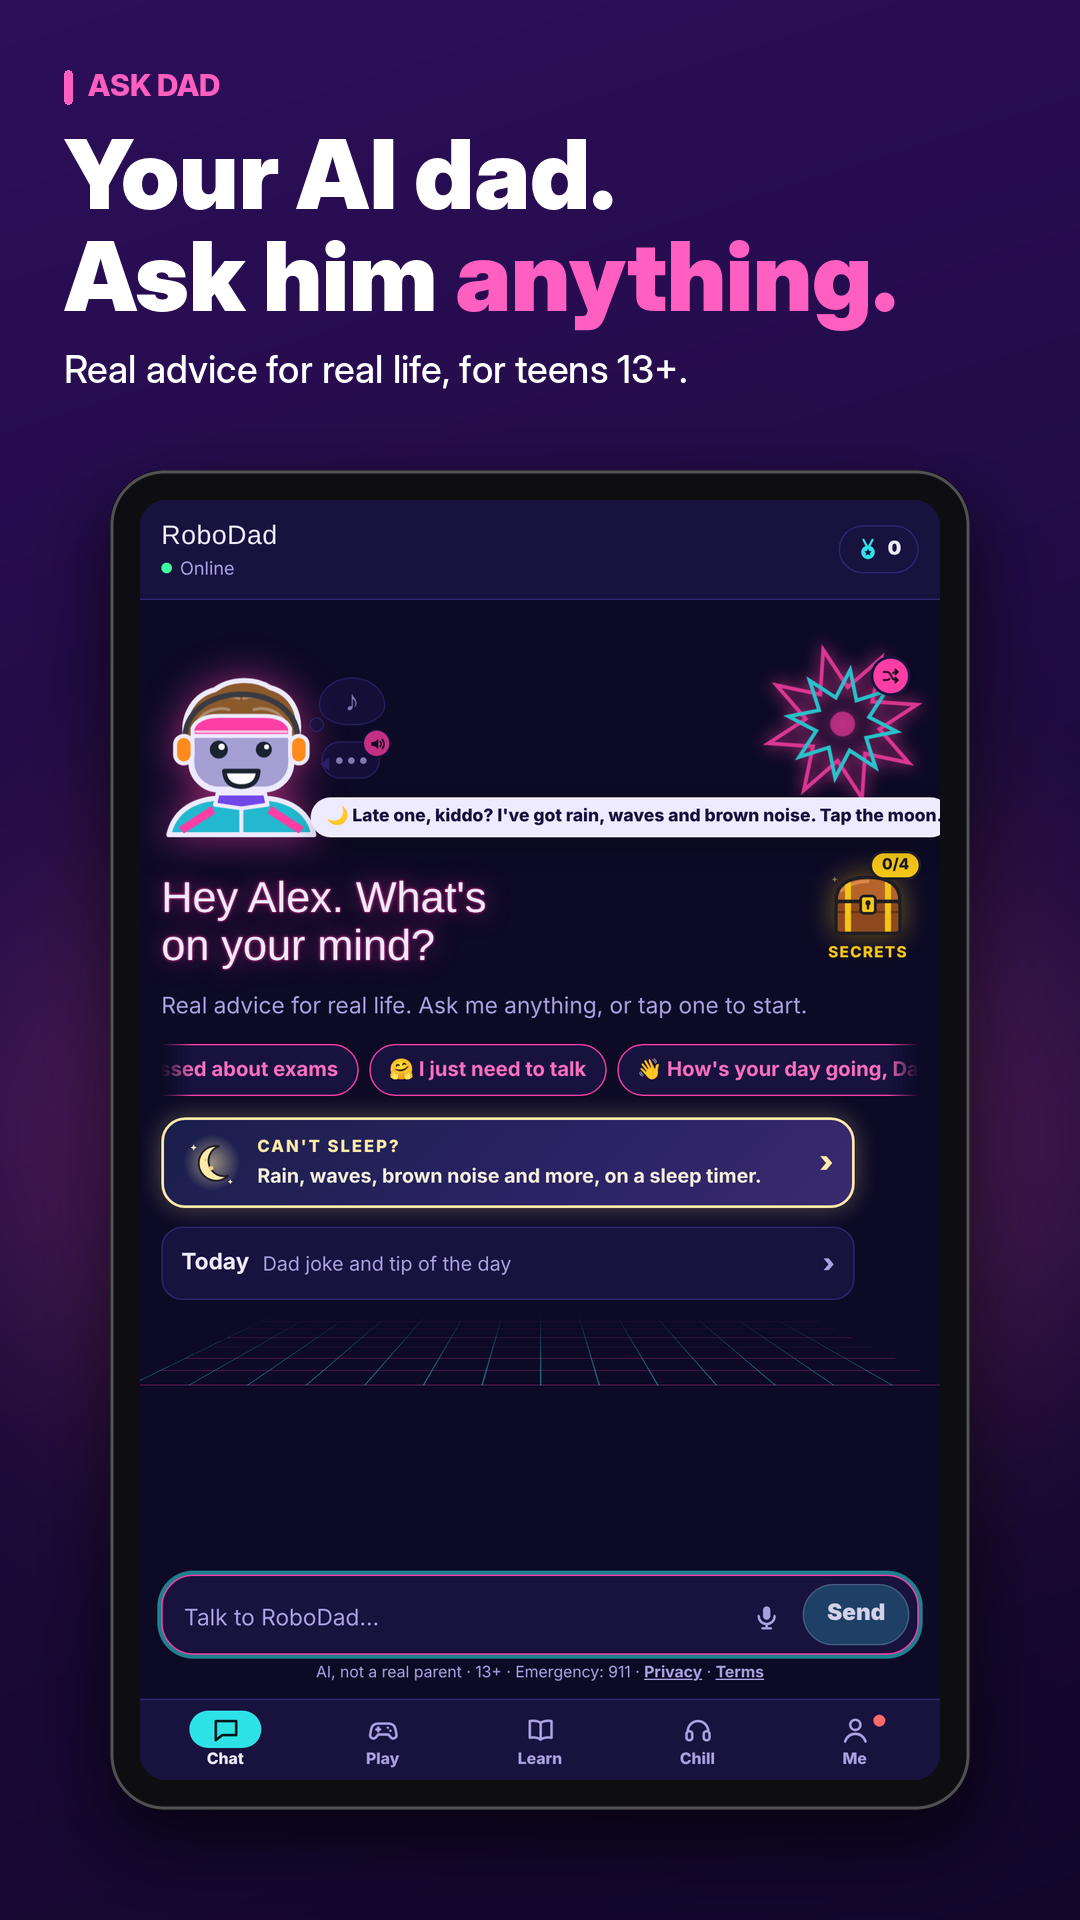 ASK DAD
Your AI dad.
Ask him anything.
Real advice for real life, for teens 13+.
RoboDad
Online
0
🌙 Late one, kiddo? I've got rain, waves and brown noise. Tap the moon.
0/4
Hey Alex. What's
on your mind?
SECRETS
Real advice for real life. Ask me anything, or tap one to start.
ssed about exams
🤗 I just need to talk
👋 How's your day going, Da
CAN'T SLEEP?
Rain, waves, brown noise and more, on a sleep timer.
Today Dad joke and tip of the day
Talk to RoboDad...
Send
AI, not a real parent · 13+ · Emergency: 911 · Privacy · Terms
Chat
Play
Learn
Chill
Me